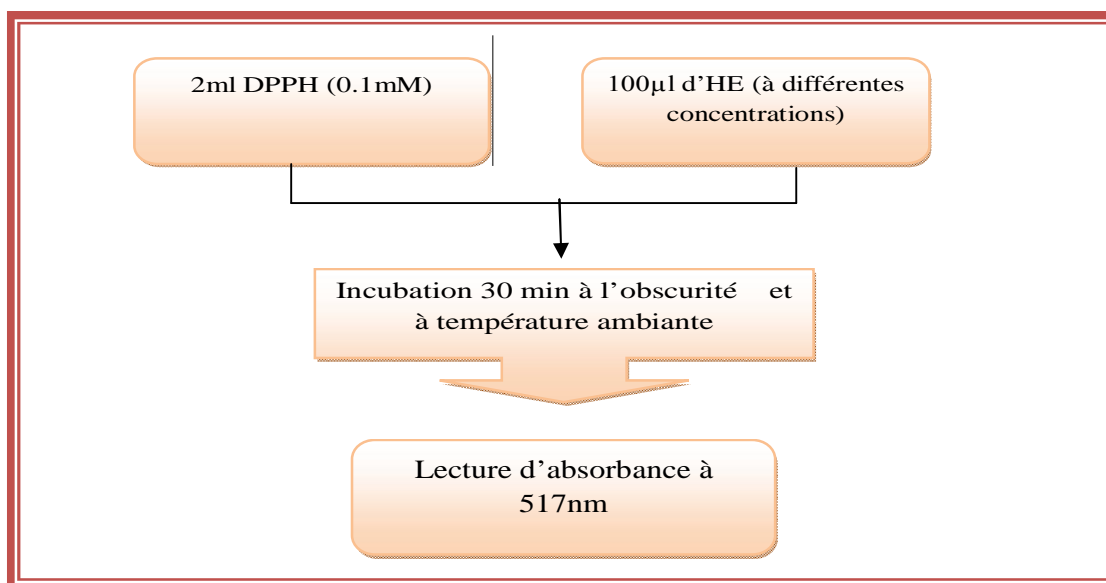 2ml DPPH (0.1mM)
100µl d’HE (à différentes
concentrations)
Incubation 30 min à l’obscurité et
à température ambiante
Lecture d’absorbance à
517nm